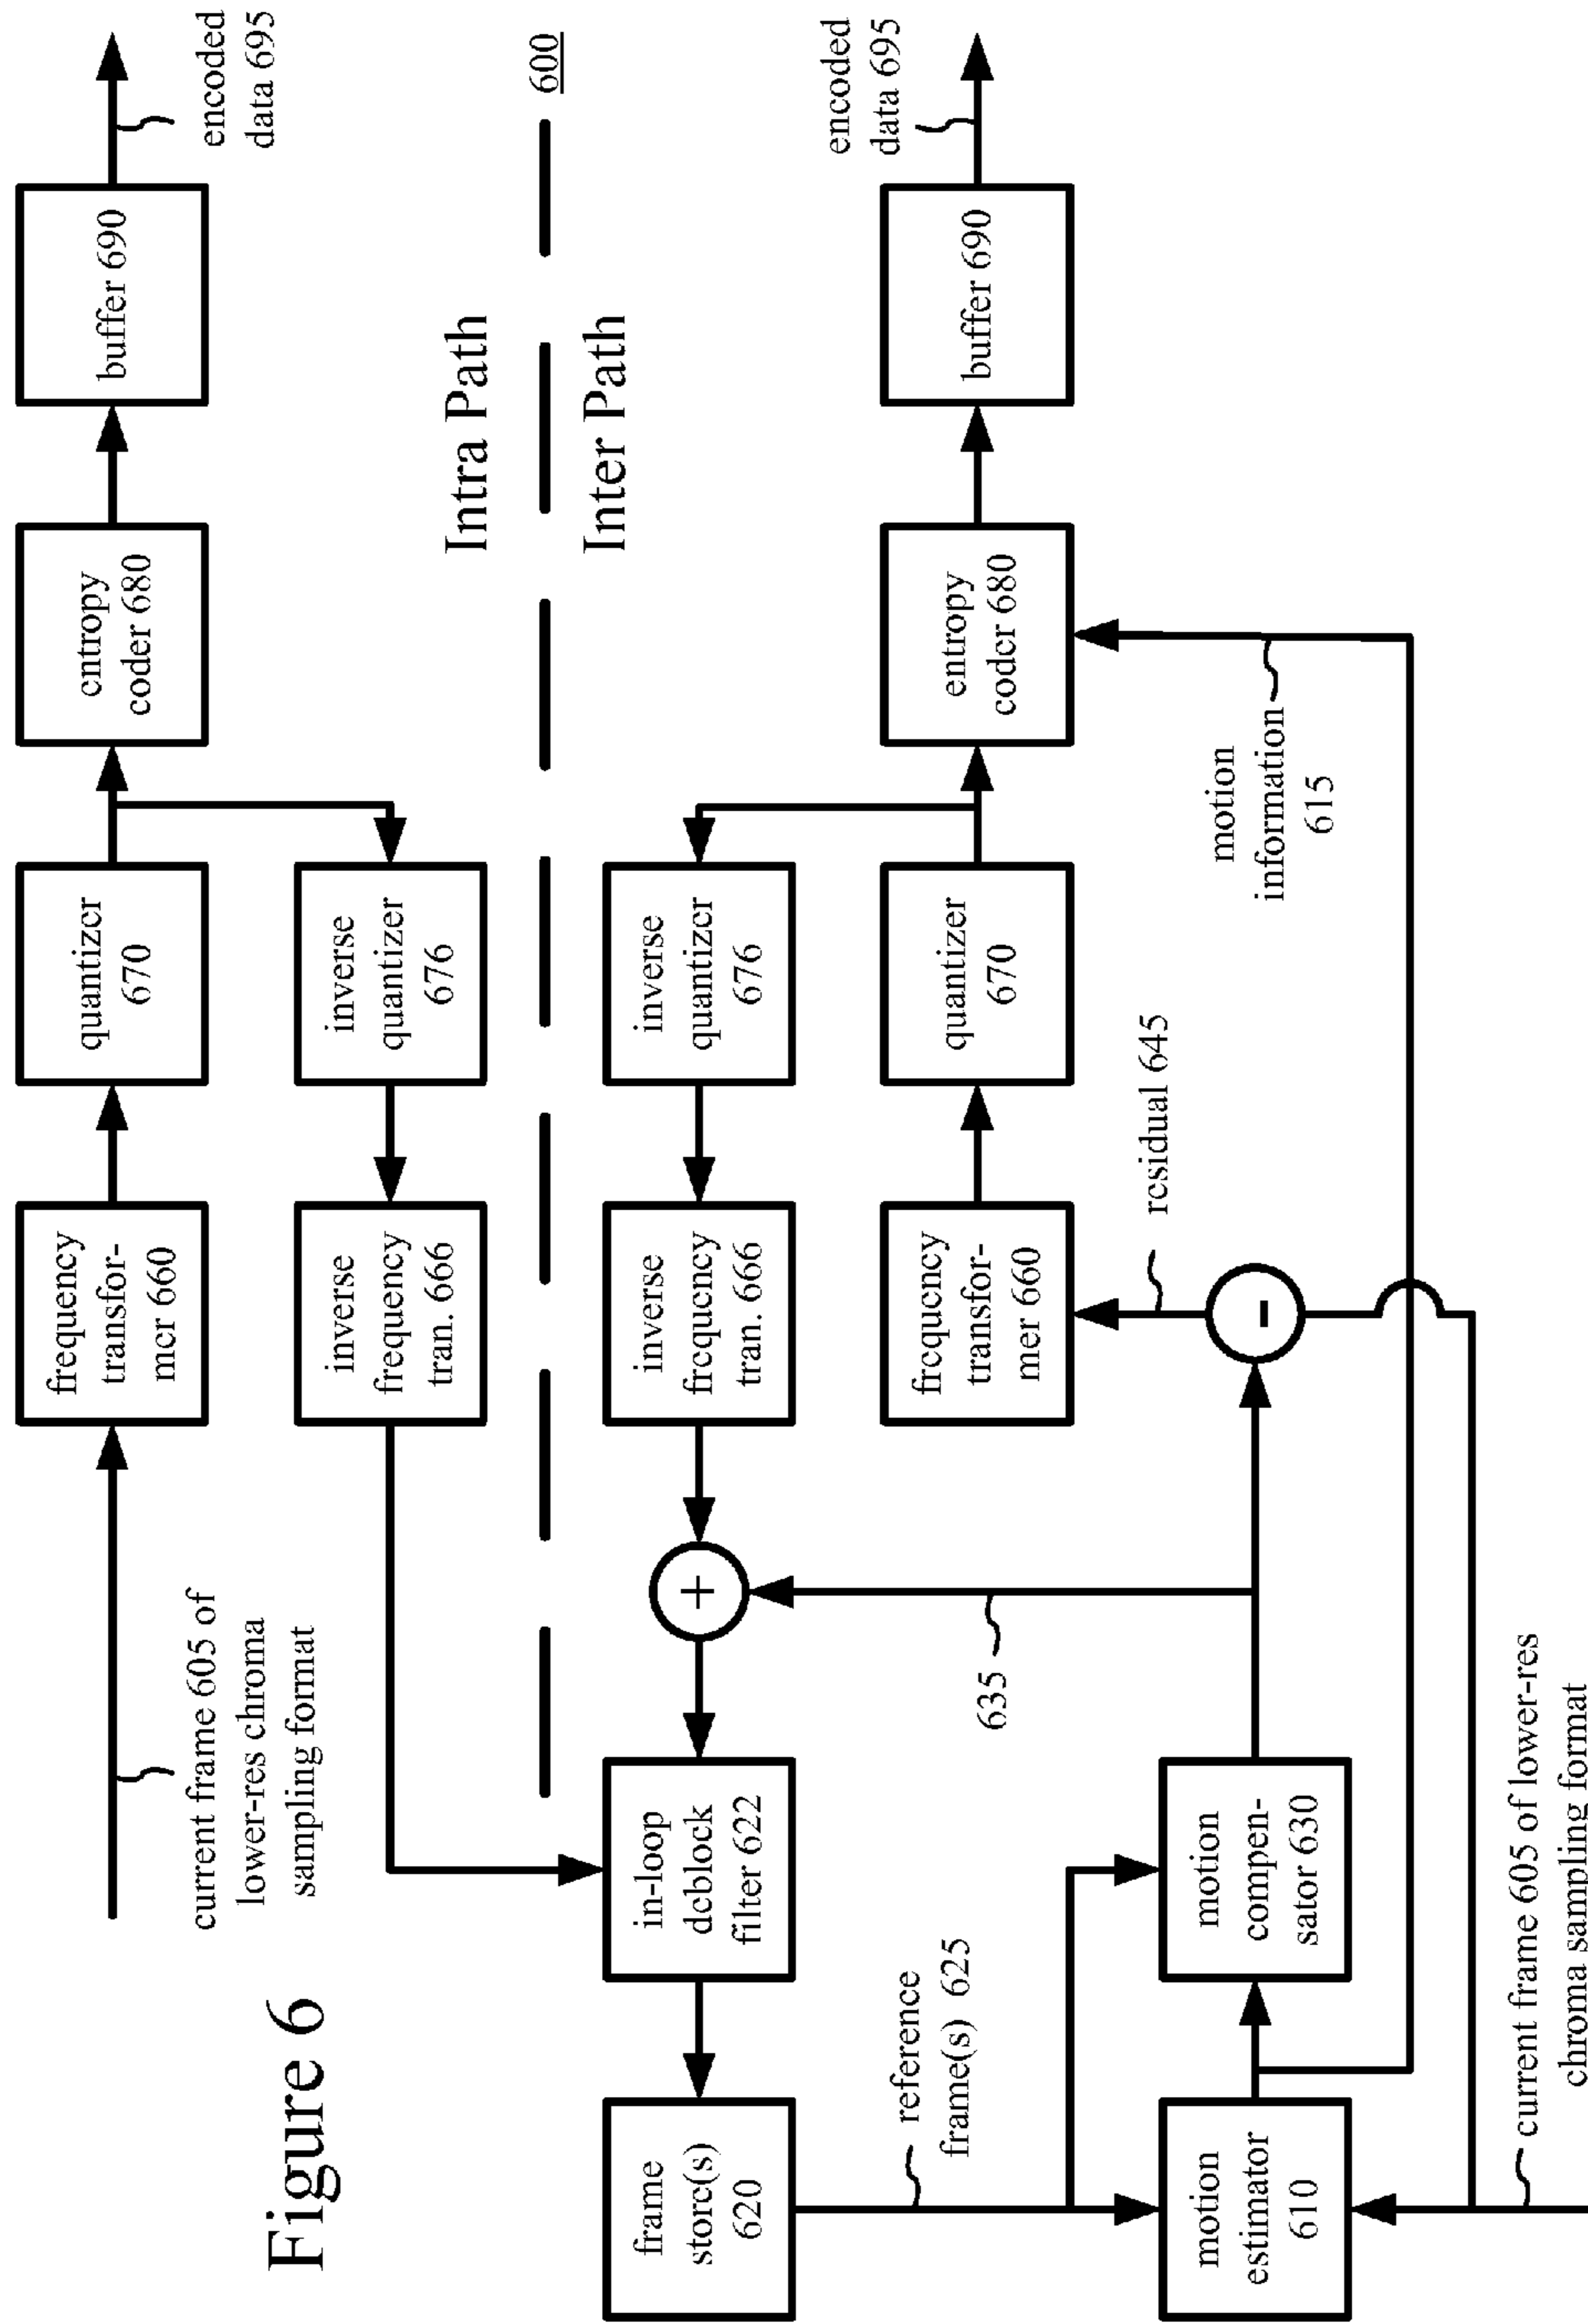 Figure 6
current frame 605 of
lower-res chroma
sampling format
frequency
transfor-
mer 660
quantizer
670
entropy
coder 680
buffer 690
encoded
data 695
inverse
frequency
tran. 666
inverse
quantizer
676
Intra Path
600
Inter Path
frame
store(s)
620
in-loop
deblock
filter 622
+
inverse
frequency
tran. 666
inverse
quantizer
676
reference
frame(s) 625
635
frequency
transfor-
mer 660
quantizer
670
entropy
coder 680
buffer 690
encoded
data 695
residual 645
motion
estimator
610
motion
compen-
sator 630
-
motion
information
615
current frame 605 of lower-res
chroma sampling format